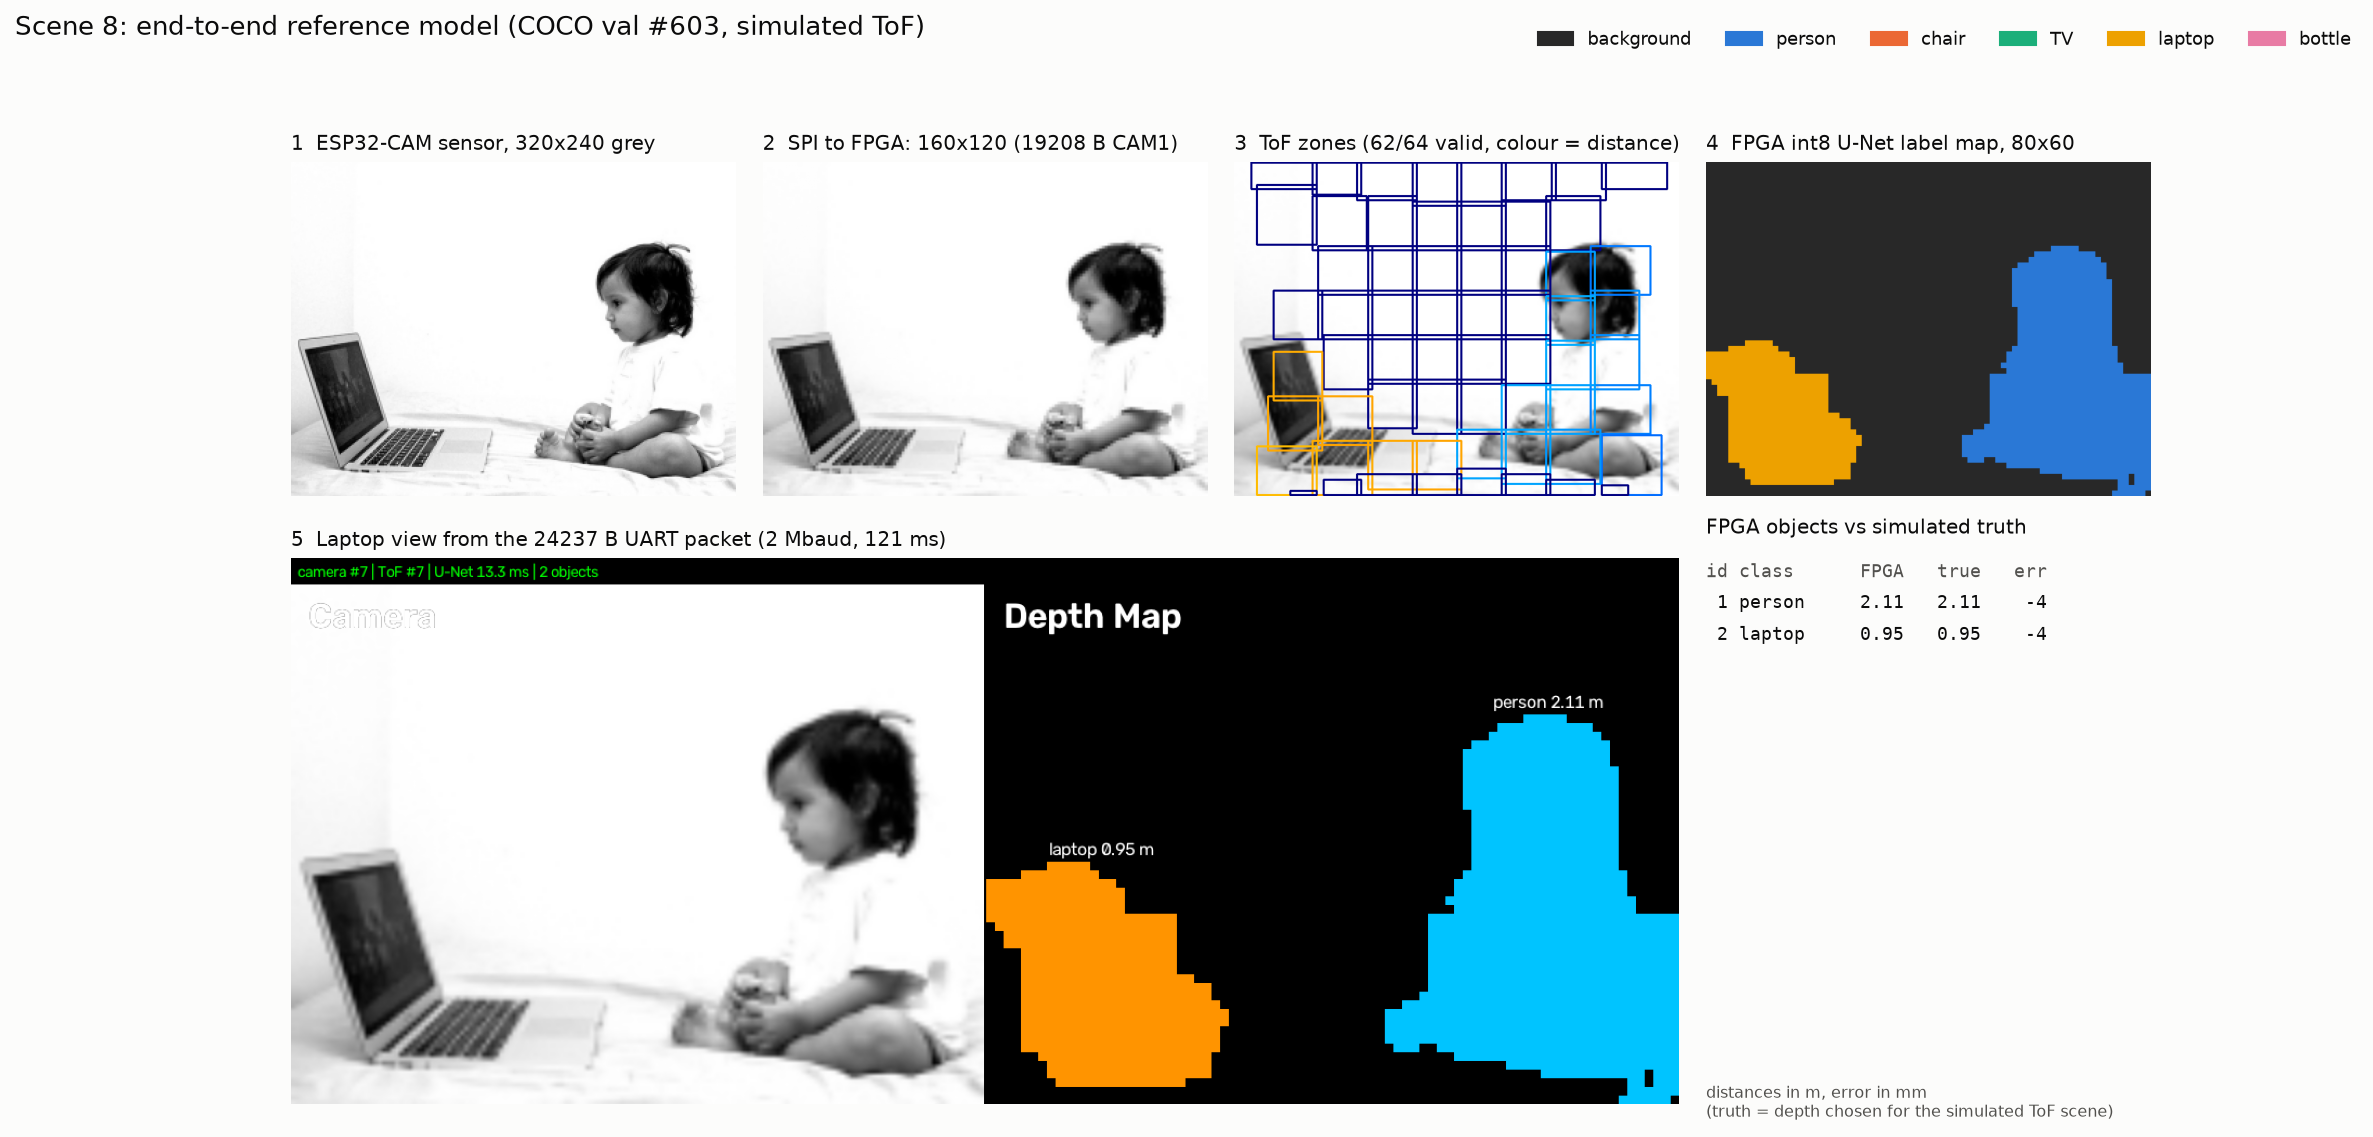 Scene 8: end-to-end reference model (COCO val #603, simulated ToF)
background person chair TV laptop bottle
1 ESP32-CAM sensor, 320x240 grey
2 SPI to FPGA: 160x120 (19208 B CAM1)
3 ToF zones (62/64 valid, colour = distance)
4 FPGA int8 U-Net label map, 80x60
5 Laptop view from the 24237 B UART packet (2 Mbaud, 121 ms)
camera #7 | ToF #7 | U-Net 13.3 ms | 2 objects
Camera
Depth Map
person 2.11 m
laptop 0.95 m
FPGA objects vs simulated truth
id class FPGA true err
1 person 2.11 2.11 -4
2 laptop 0.95 0.95 -4
distances in m, error in mm
(truth = depth chosen for the simulated ToF scene)